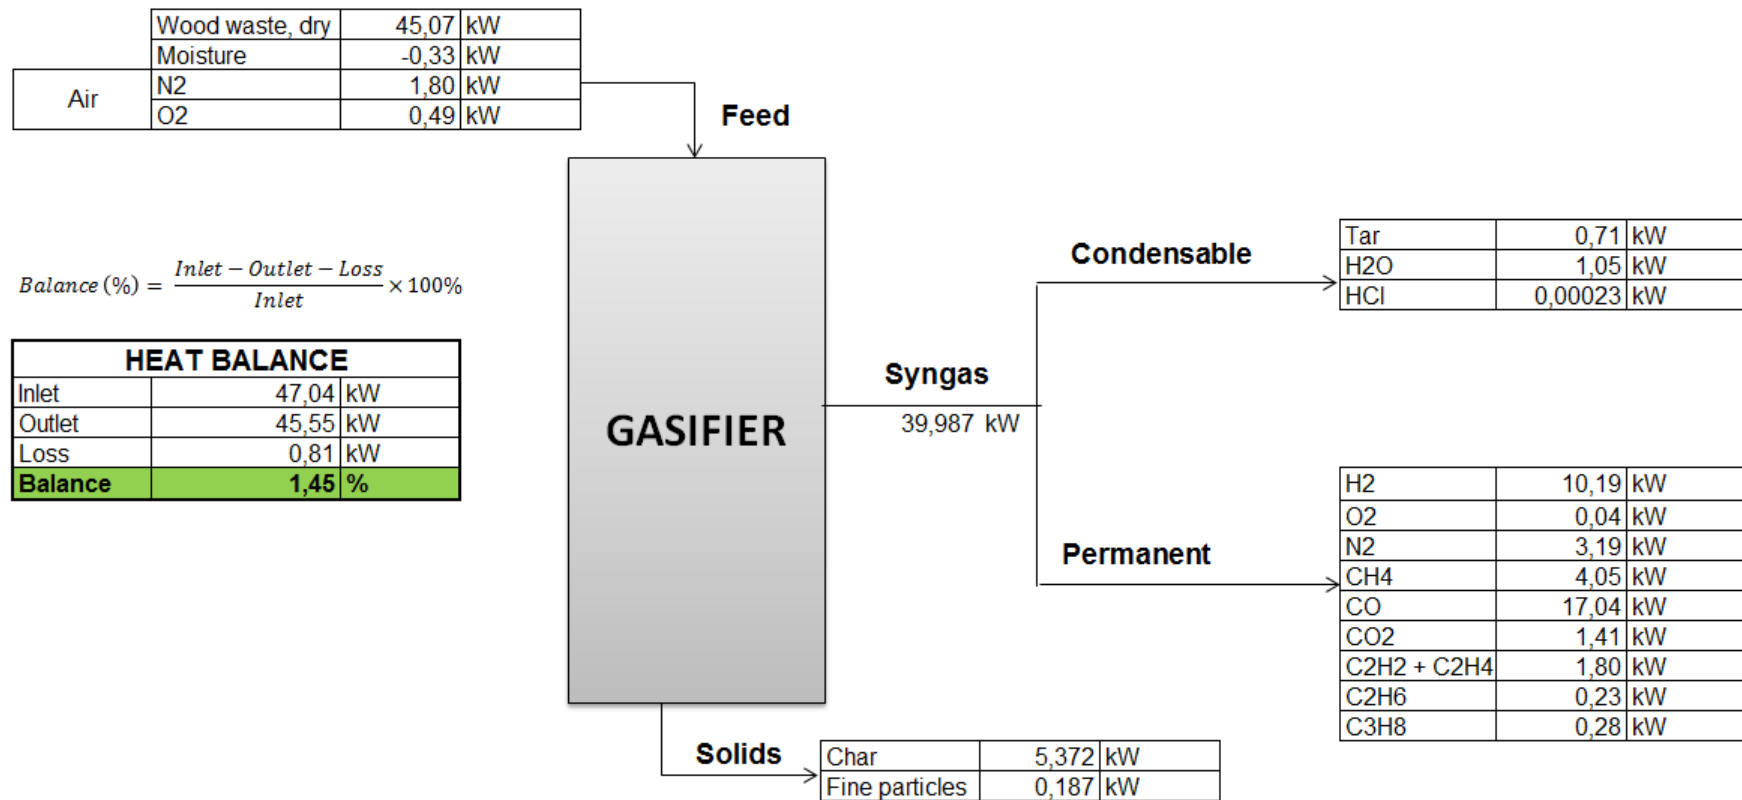 Wood waste, dry 45,07 kW
Moisture -0,33 kW
Air N2 1,80 kW
O2 0,49 kW
Feed
Balance (%) = (Inlet − Outlet − Loss) / Inlet × 100%
HEAT BALANCE
Inlet 47,04 kW
Outlet 45,55 kW
Loss 0,81 kW
Balance 1,45 %
GASIFIER
Syngas
39,987 kW
Condensable
Tar 0,71 kW
H2O 1,05 kW
HCl 0,00023 kW
Permanent
H2 10,19 kW
O2 0,04 kW
N2 3,19 kW
CH4 4,05 kW
CO 17,04 kW
CO2 1,41 kW
C2H2 + C2H4 1,80 kW
C2H6 0,23 kW
C3H8 0,28 kW
Solids
Char 5,372 kW
Fine particles 0,187 kW